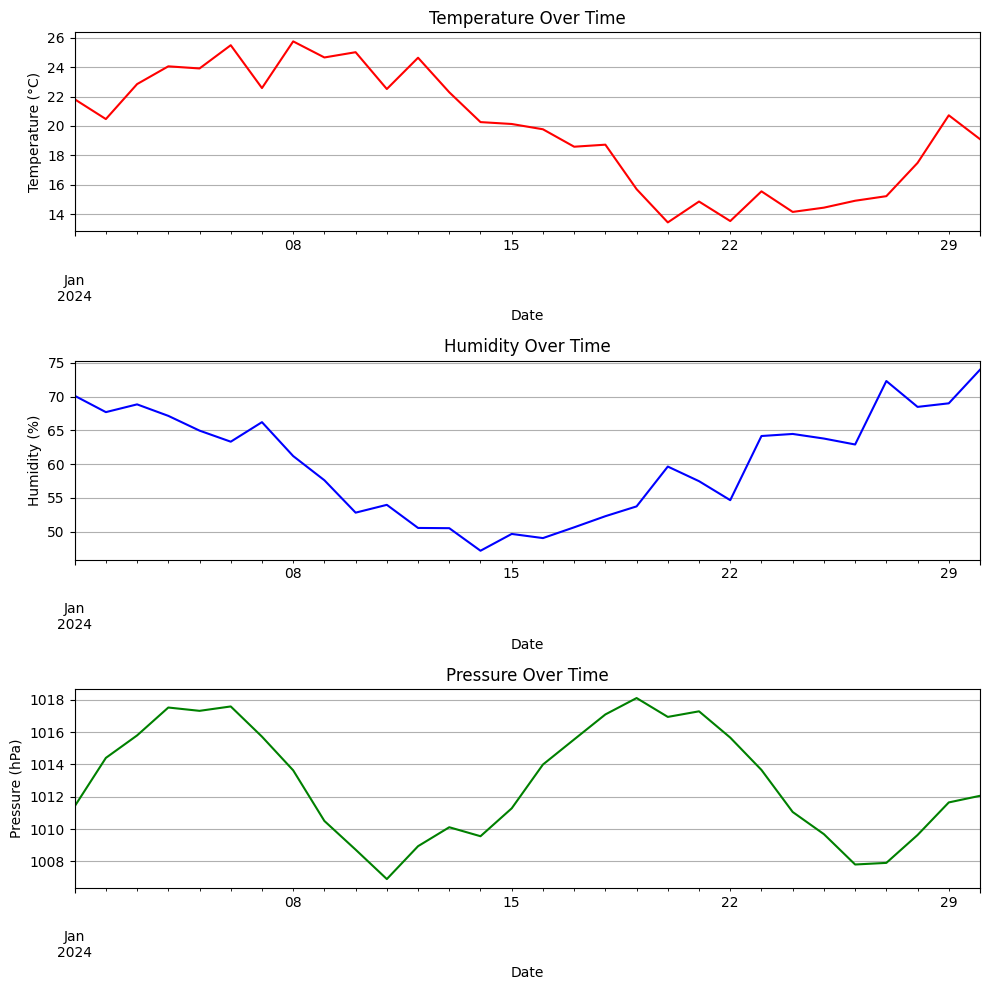 Temperature Over Time
26
24
22
20
18
16
14
Temperature (°C)
08 15 22 29
Jan
2024
Date
Humidity Over Time
75
70
65
60
55
50
Humidity (%)
08 15 22 29
Jan
2024
Date
Pressure Over Time
1018
1016
1014
1012
1010
1008
Pressure (hPa)
08 15 22 29
Jan
2024
Date